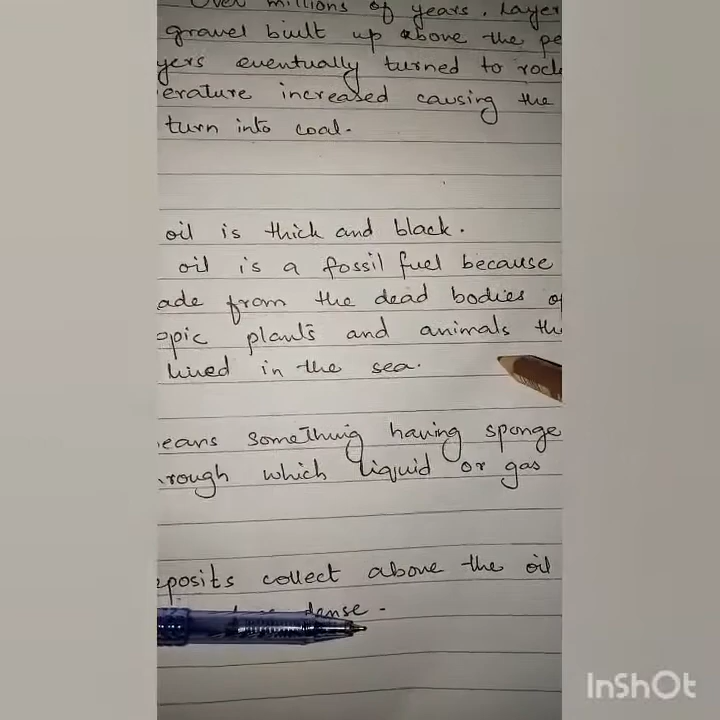 Over millions of years. Layer
gravel built up above the pe
yers eventually turned to rock
erature increased causing the
turn into coal.
oil is thick and black.
oil is a fossil fuel because
ade from the dead bodies of
opic plants and animals tha
lived in the sea.
eans something having sponge
rough which liquid or gas
eposits collect above the oil
dense.
InShOt